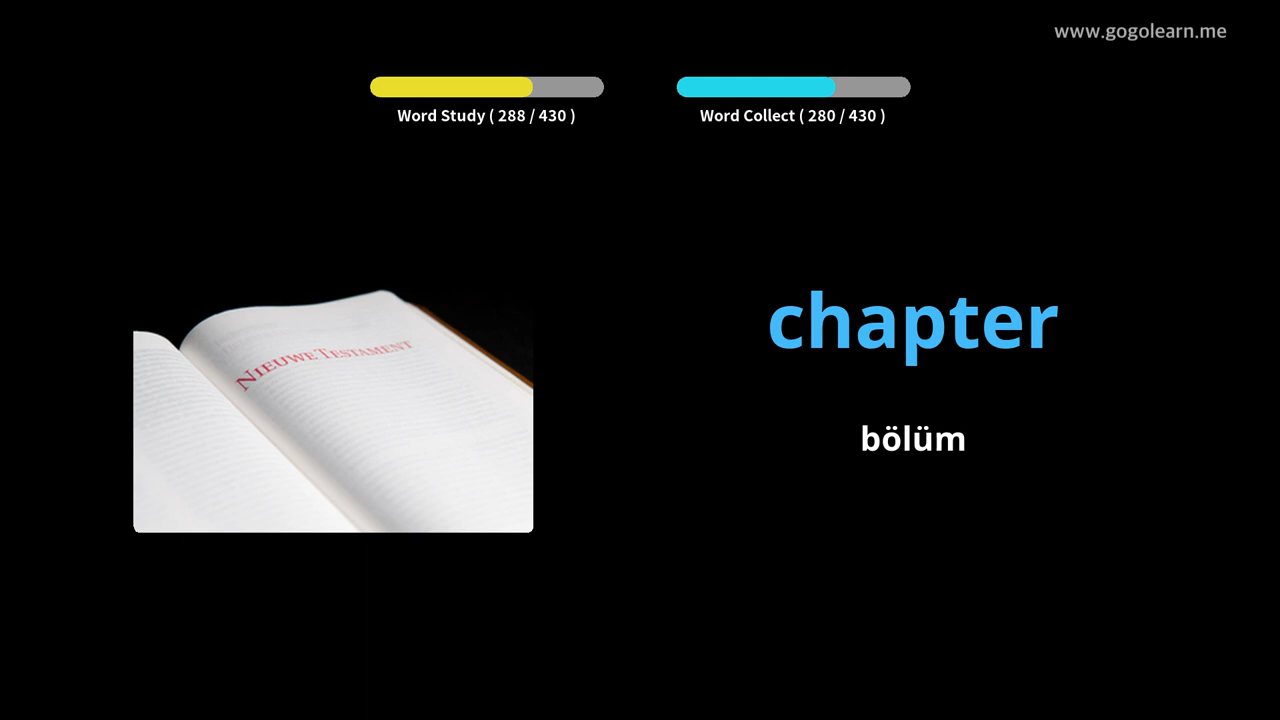 www.gogolearn.me
Word Study ( 288 / 430 )
Word Collect ( 280 / 430 )
NIEUWE TESTAMENT
chapter
bölüm